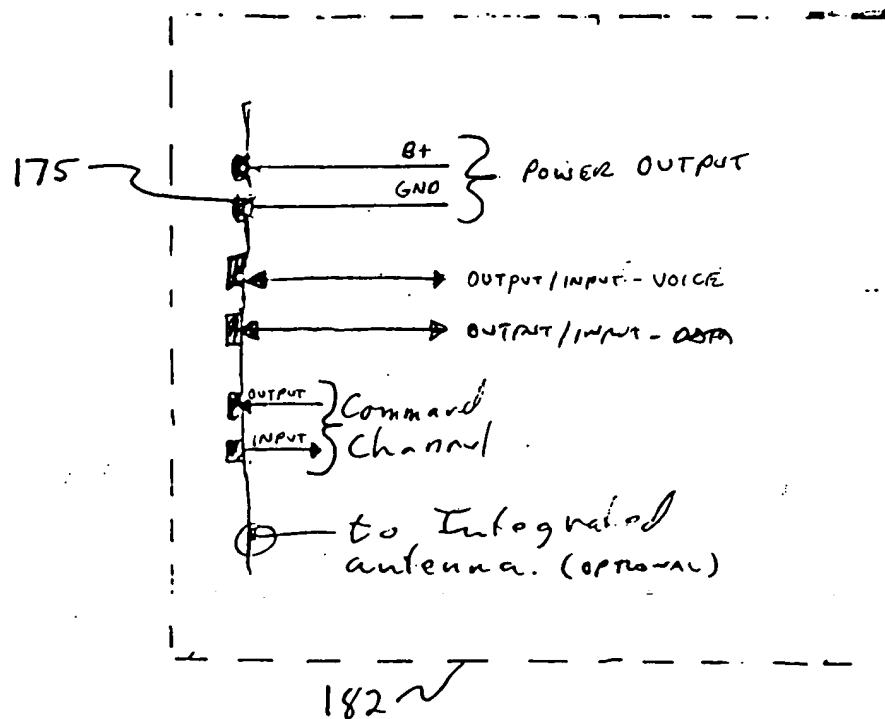 175
B+
GND
POWER OUTPUT
OUTPUT/INPUT - VOICE
OUTPUT/INPUT - DATA
OUTPUT
INPUT
Command
Channel
to Integrated
antenna. (OPTIONAL)
182